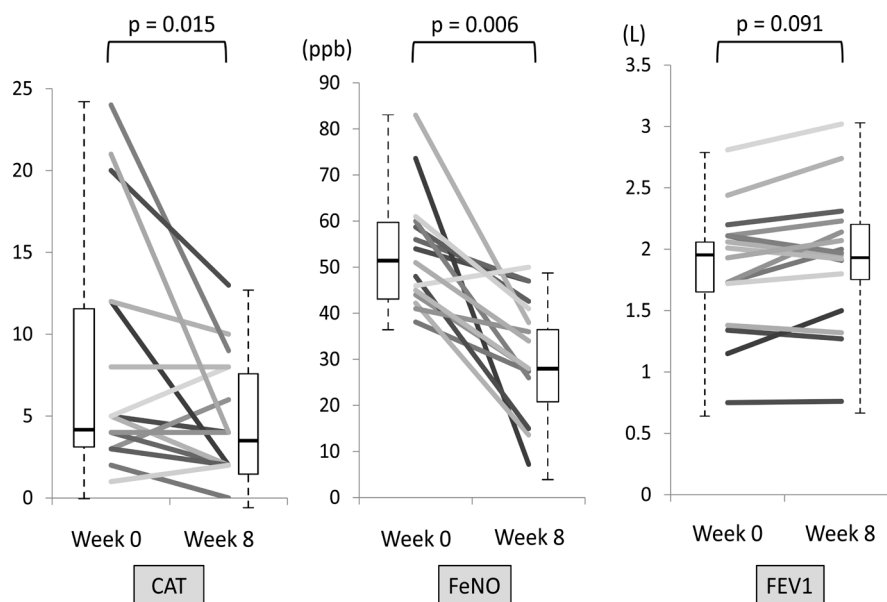 p = 0.015
25
20
15
10
5
0
Week 0 Week 8
CAT
(ppb)
p = 0.006
90
80
70
60
50
40
30
20
10
0
Week 0 Week 8
FeNO
(L)
p = 0.091
3.5
3
2.5
2
1.5
1
0.5
0
Week 0 Week 8
FEV1